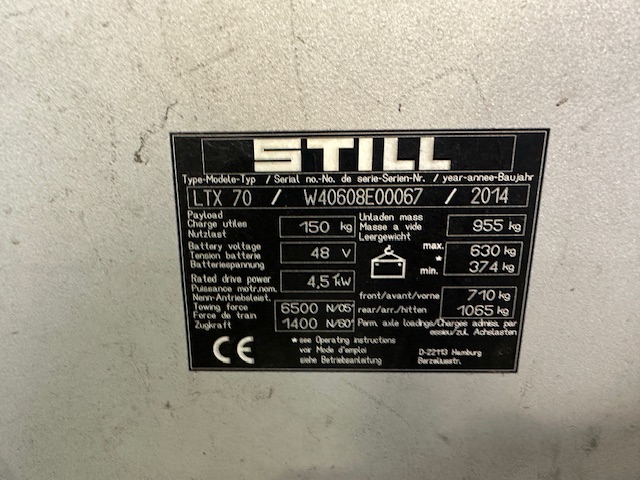 STILL
Type-Modele-Typ / Serial no.-No. de serie-Serien-Nr. / year-annee-Baujahr
LTX 70 / W40608E00067 / 2014
Payload
Charge utiles
Nutzlast
150 kg
Unladen mass
Masse a vide
Leergewicht
955 kg
Battery voltage
Tension batterie
Batteriespannung
48 V
max. 630 kg
*
min. 374 kg
Rated drive power
Puissance motr.nom.
Nenn-Antriebsleist.
4,5 kW
front/avant/vorne 710 kg
rear/arr./hitten 1065 kg
Towing force
Force de train
Zugkraft
6500 N/05'
1400 N/60'
Perm. axle loadings/Charges admiss. par
essieu/zul. Achslasten
CE
* see Operating instructions
voir Mode d'emploi
siehe Betriebsanleitung
D-22113 Hamburg
Berzeliusstr.